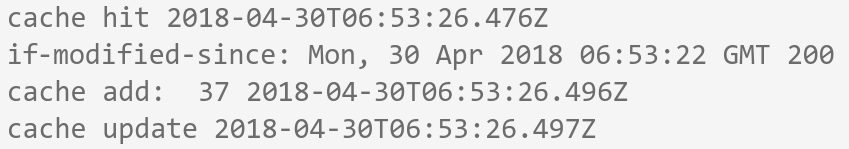 cache hit 2018-04-30T06:53:26.476Z
if-modified-since: Mon, 30 Apr 2018 06:53:22 GMT 200
cache add:  37 2018-04-30T06:53:26.496Z
cache update 2018-04-30T06:53:26.497Z